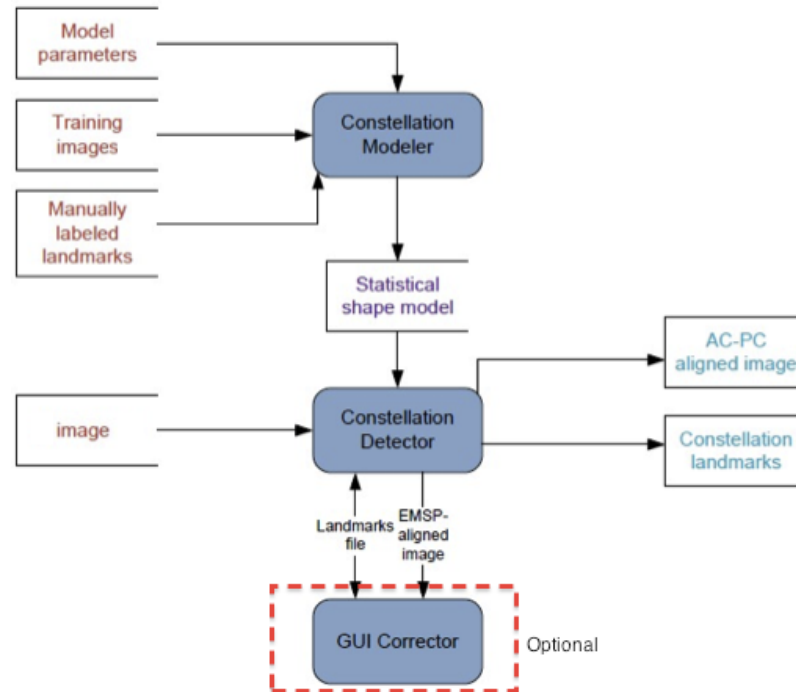 Model
parameters
Training
images
Manually
labeled
landmarks
Constellation
Modeler
Statistical
shape model
AC-PC
aligned image
image
Constellation
Detector
Constellation
landmarks
Landmarks
file
EMSP-
aligned
image
GUI Corrector
Optional